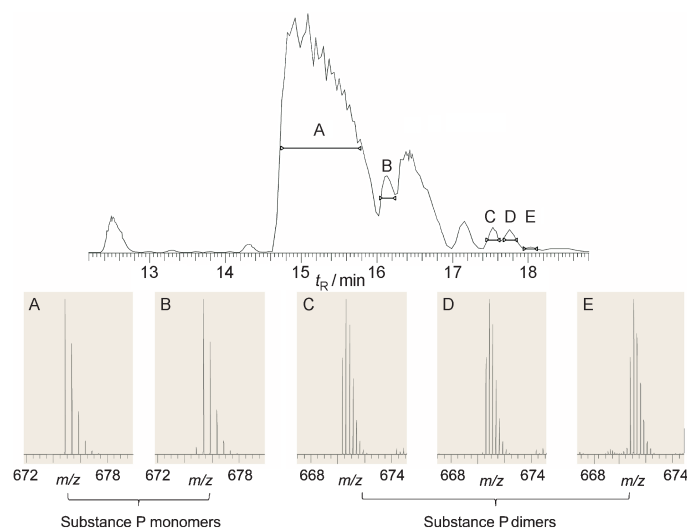 A
B
C D E
13 14 15 16 17 18
tR / min
A B C D E
672 m/z 678 672 m/z 678 668 m/z 674 668 m/z 674 668 m/z 674
Substance P monomers Substance P dimers